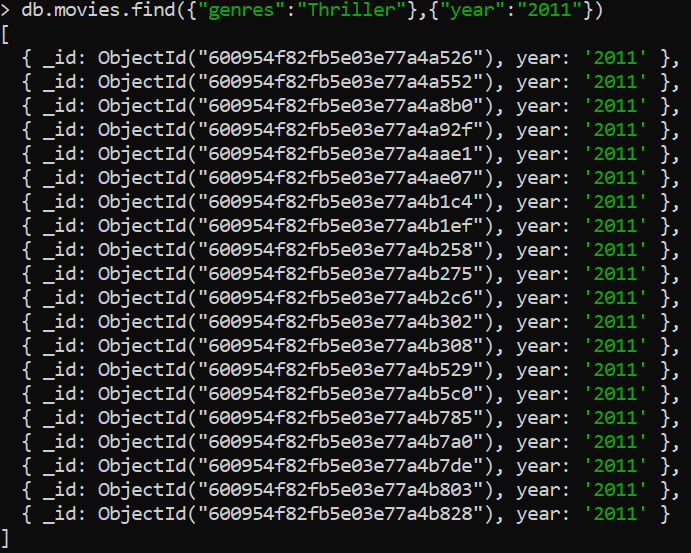 > db.movies.find({"genres":"Thriller"},{"year":"2011"})
[
  { _id: ObjectId("600954f82fb5e03e77a4a526"), year: '2011' },
  { _id: ObjectId("600954f82fb5e03e77a4a552"), year: '2011' },
  { _id: ObjectId("600954f82fb5e03e77a4a8b0"), year: '2011' },
  { _id: ObjectId("600954f82fb5e03e77a4a92f"), year: '2011' },
  { _id: ObjectId("600954f82fb5e03e77a4aae1"), year: '2011' },
  { _id: ObjectId("600954f82fb5e03e77a4ae07"), year: '2011' },
  { _id: ObjectId("600954f82fb5e03e77a4b1c4"), year: '2011' },
  { _id: ObjectId("600954f82fb5e03e77a4b1ef"), year: '2011' },
  { _id: ObjectId("600954f82fb5e03e77a4b258"), year: '2011' },
  { _id: ObjectId("600954f82fb5e03e77a4b275"), year: '2011' },
  { _id: ObjectId("600954f82fb5e03e77a4b2c6"), year: '2011' },
  { _id: ObjectId("600954f82fb5e03e77a4b302"), year: '2011' },
  { _id: ObjectId("600954f82fb5e03e77a4b308"), year: '2011' },
  { _id: ObjectId("600954f82fb5e03e77a4b529"), year: '2011' },
  { _id: ObjectId("600954f82fb5e03e77a4b5c0"), year: '2011' },
  { _id: ObjectId("600954f82fb5e03e77a4b785"), year: '2011' },
  { _id: ObjectId("600954f82fb5e03e77a4b7a0"), year: '2011' },
  { _id: ObjectId("600954f82fb5e03e77a4b7de"), year: '2011' },
  { _id: ObjectId("600954f82fb5e03e77a4b803"), year: '2011' },
  { _id: ObjectId("600954f82fb5e03e77a4b828"), year: '2011' }
]